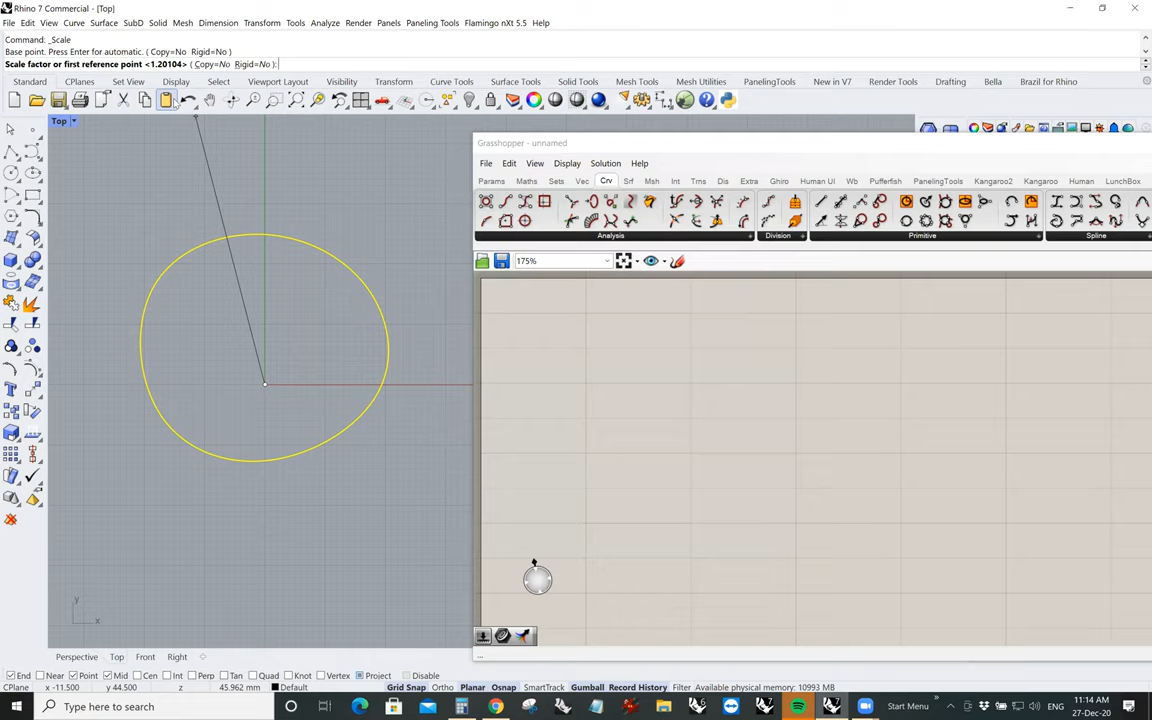 Rhino 7 Commercial - [Top]
File Edit View Curve Surface SubD Solid Mesh Dimension Transform Tools Analyze Render Panels Paneling Tools Flamingo nXt 5.5 Help
Command: _Scale
Base point. Press Enter for automatic. ( Copy=No Rigid=No )
Scale factor or first reference point <1.20104> ( Copy=No Rigid=No ):
Standard CPlanes Set View Display Select Viewport Layout Visibility Transform Curve Tools Surface Tools Solid Tools Mesh Tools PanelingTools New in V7 Render Tools Drafting Bella Brazil for Rhino
Top
Grasshopper - unnamed
File Edit View Display Solution Help
Params Maths Sets Vec Crv Srf Msh Int Trns Dis Extra Ghiro Human UI Wb Pufferfish PanelingTools Kangaroo2 Kangaroo Human LunchBox
Analysis Division Primitive Spline
175%
y
x
...
Perspective Top Front Right
End Near Point Mid Cen Int Perp Tan Quad Knot Vertex Project Disable
CPlane x -11.500 y 44.500 z 45.962 mm Default Grid Snap Ortho Planar Osnap SmartTrack Gumball Record History Filter Available physical memory: 10993 MB
Type here to search
Start Menu
ENG
11:14 AM
27-Dec-20